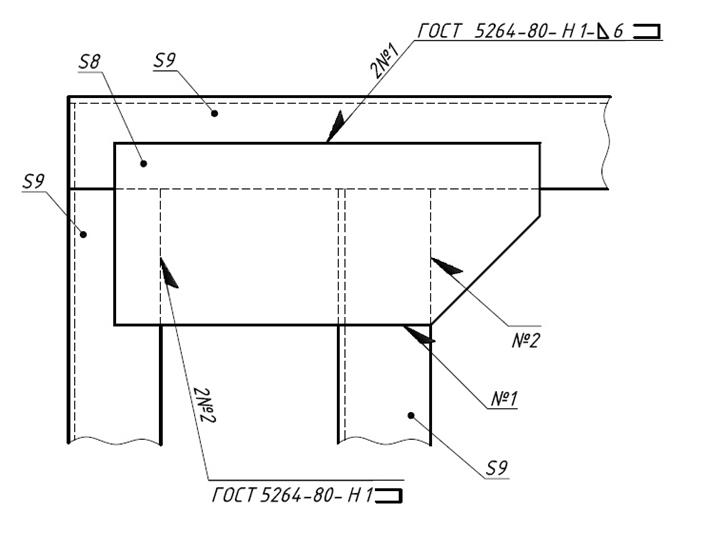 ГОСТ 5264-80- Н1-◺6
2№1
S9
S8
S9
№2
2№2
№1
S9
ГОСТ 5264-80- Н1